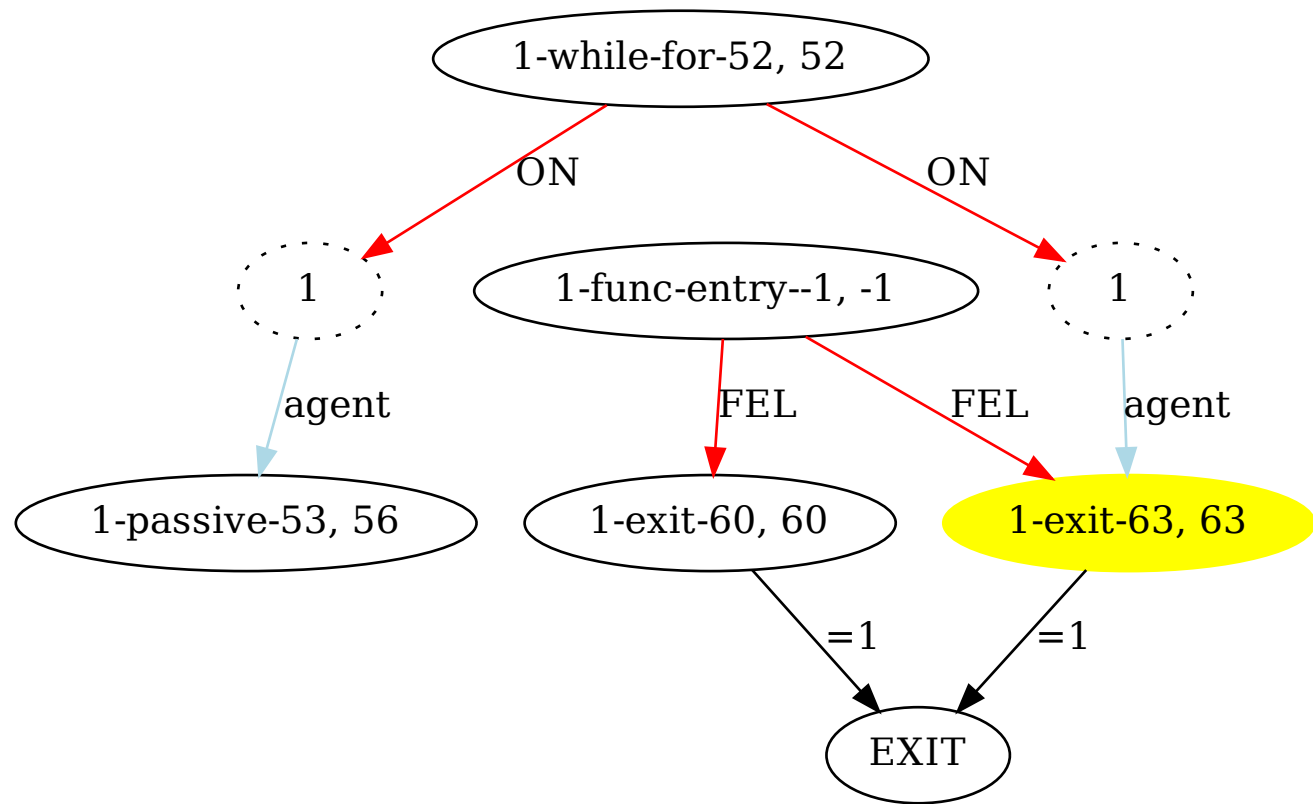 1-while-for-52, 52
ON
ON
1
1-func-entry--1, -1
1
agent
FEL
FEL
agent
1-passive-53, 56
1-exit-60, 60
1-exit-63, 63
=1
=1
EXIT